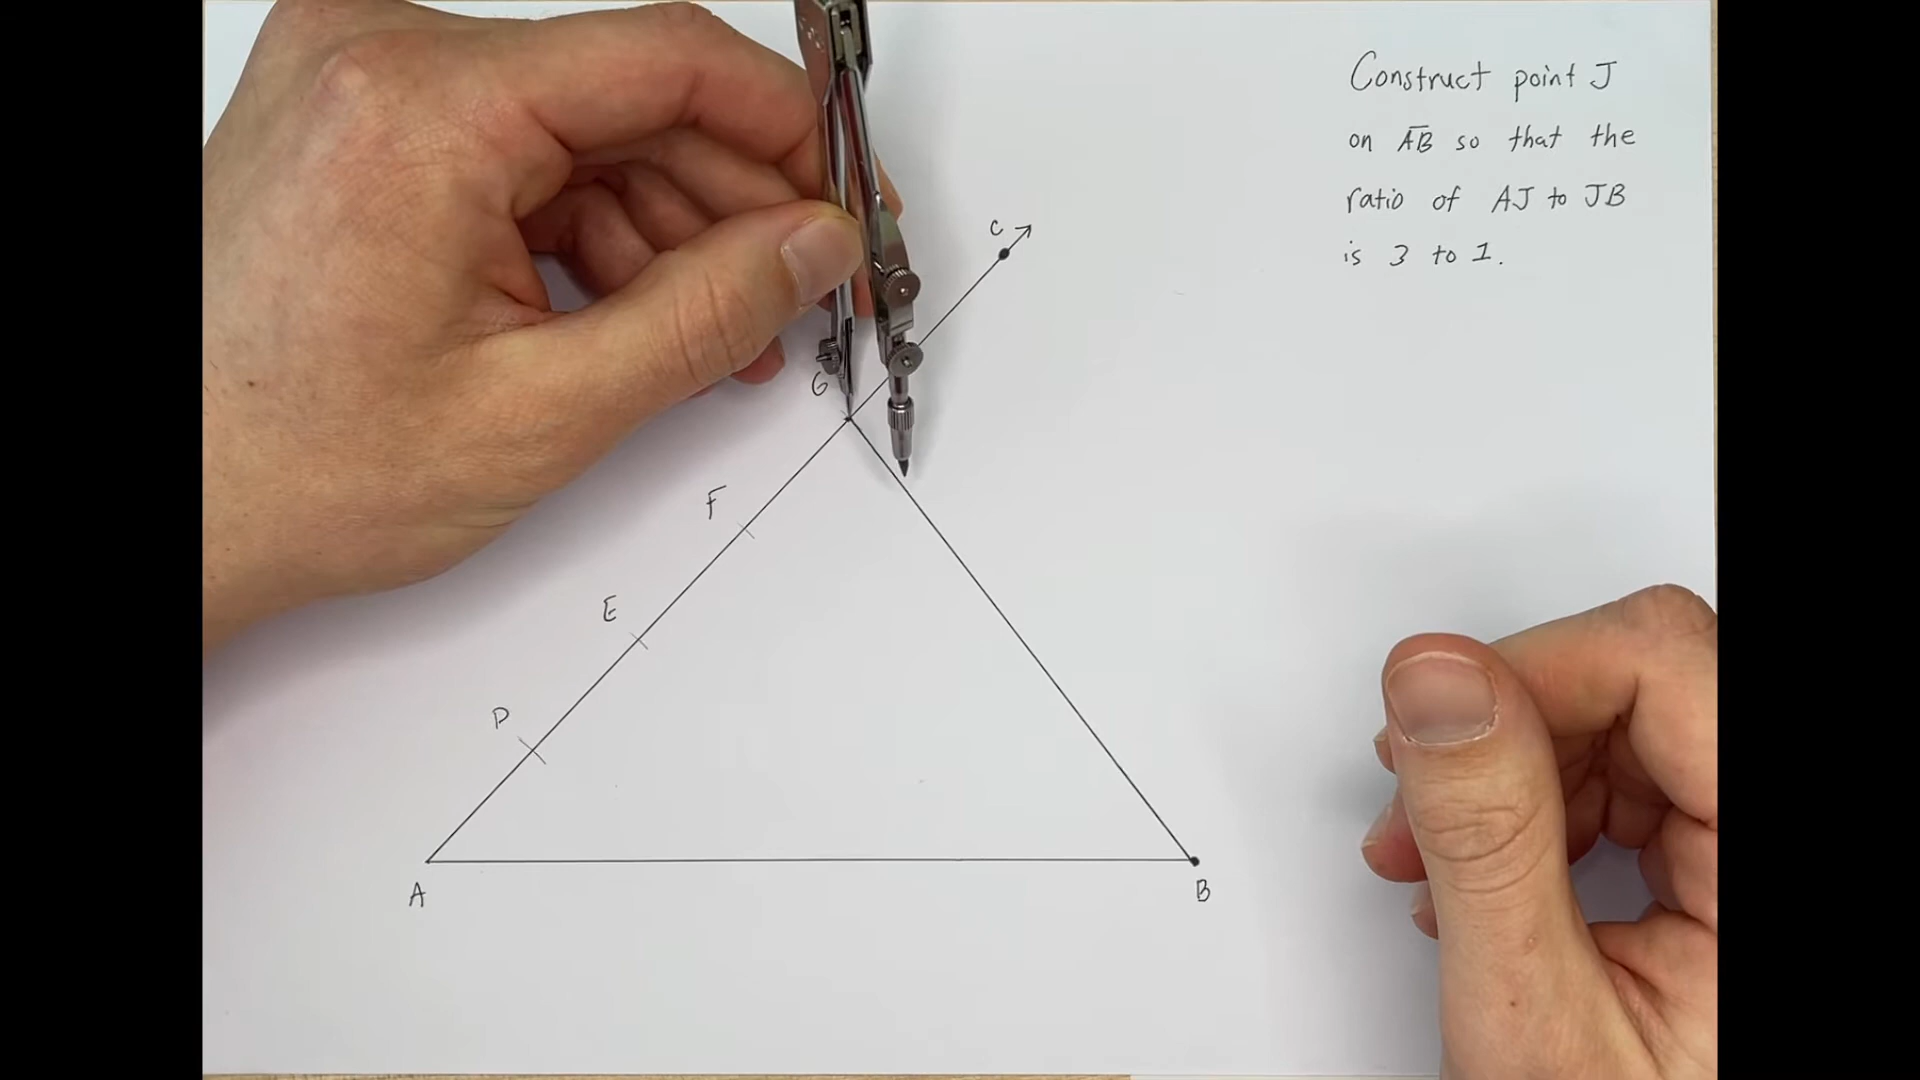 Construct point J
on AB so that the
ratio of AJ to JB
is 3 to 1.
C
G
F
E
D
A
B